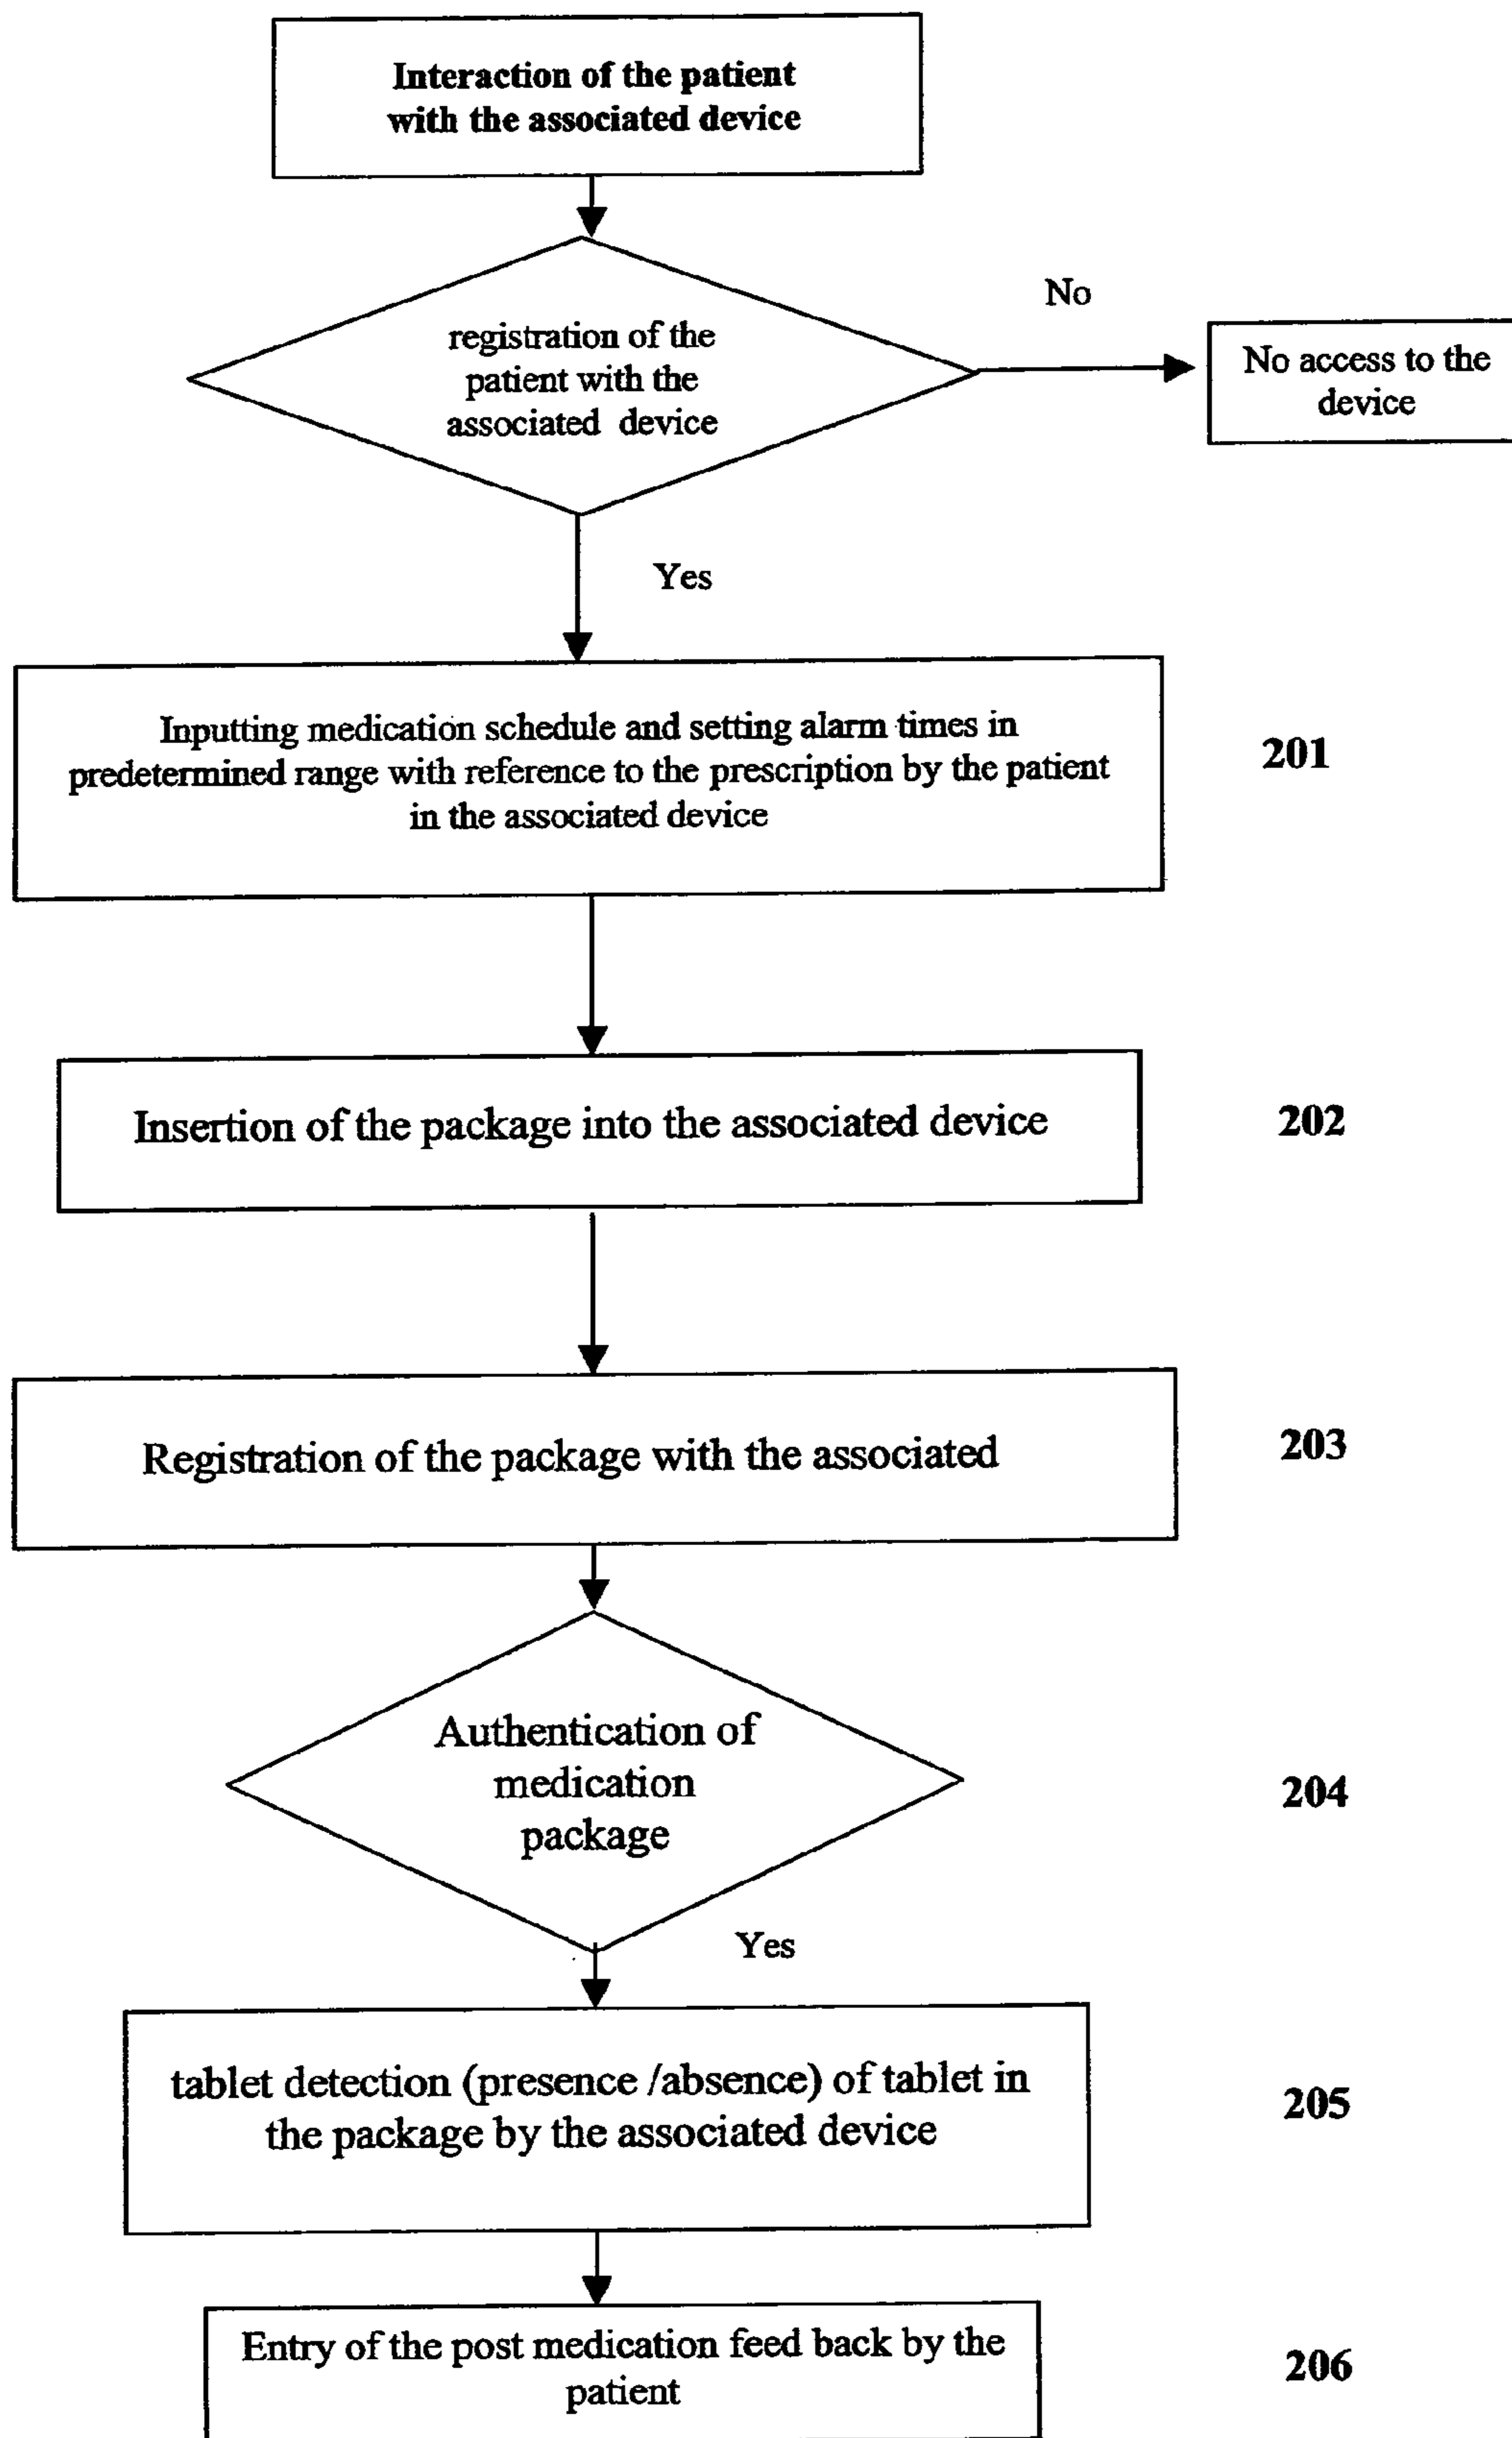 Interaction of the patient
with the associated device
No
registration of the
patient with the
associated device
No access to the
device
Yes
Inputting medication schedule and setting alarm times in
predetermined range with reference to the prescription by the patient
in the associated device
201
Insertion of the package into the associated device
202
Registration of the package with the associated
203
Authentication of
medication
package
204
Yes
tablet detection (presence /absence) of tablet in
the package by the associated device
205
Entry of the post medication feed back by the
patient
206